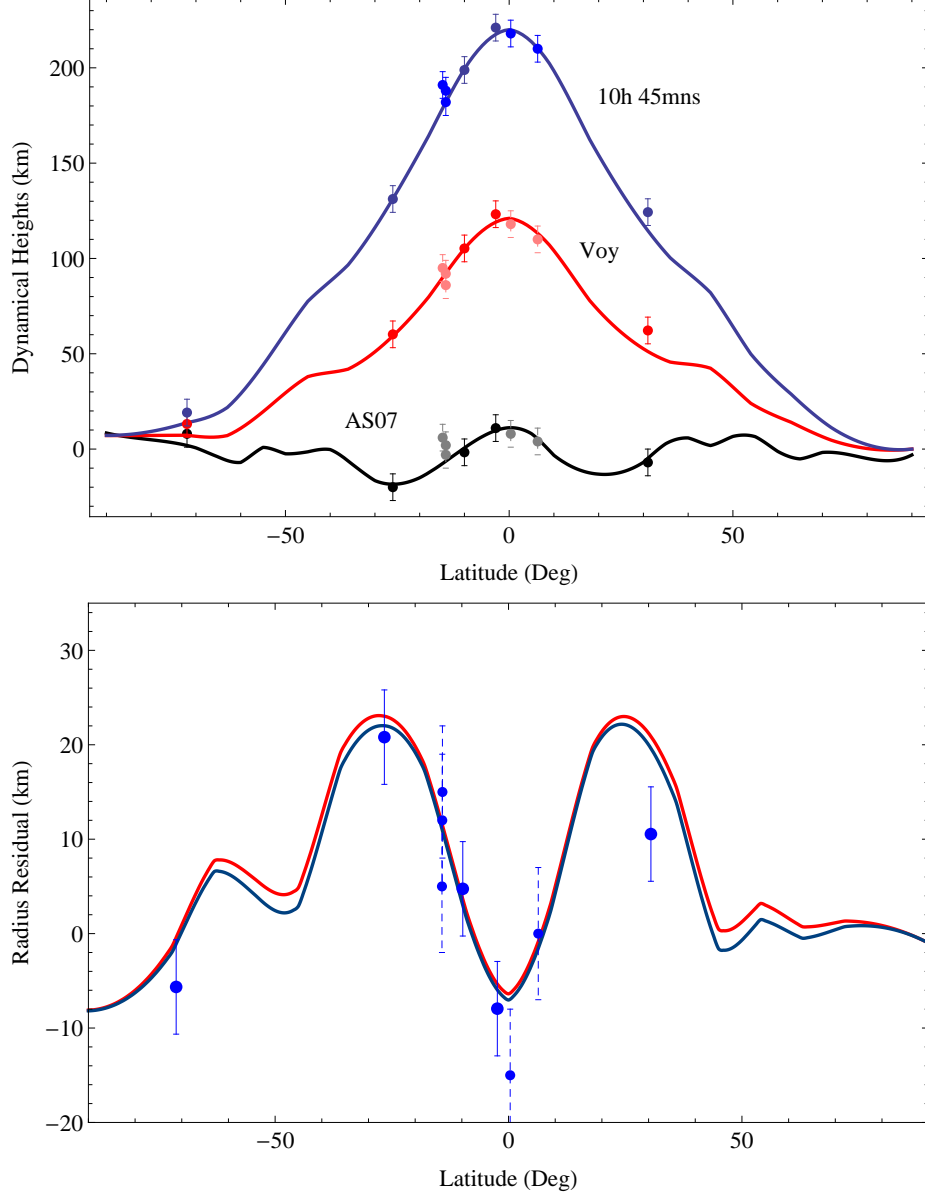 200
150
100
50
0
−50
0
50
Dynamical Heights (km)
Latitude (Deg)
10h 45mns
Voy
AS07
30
20
10
0
−10
−20
−50
0
50
Radius Residual (km)
Latitude (Deg)